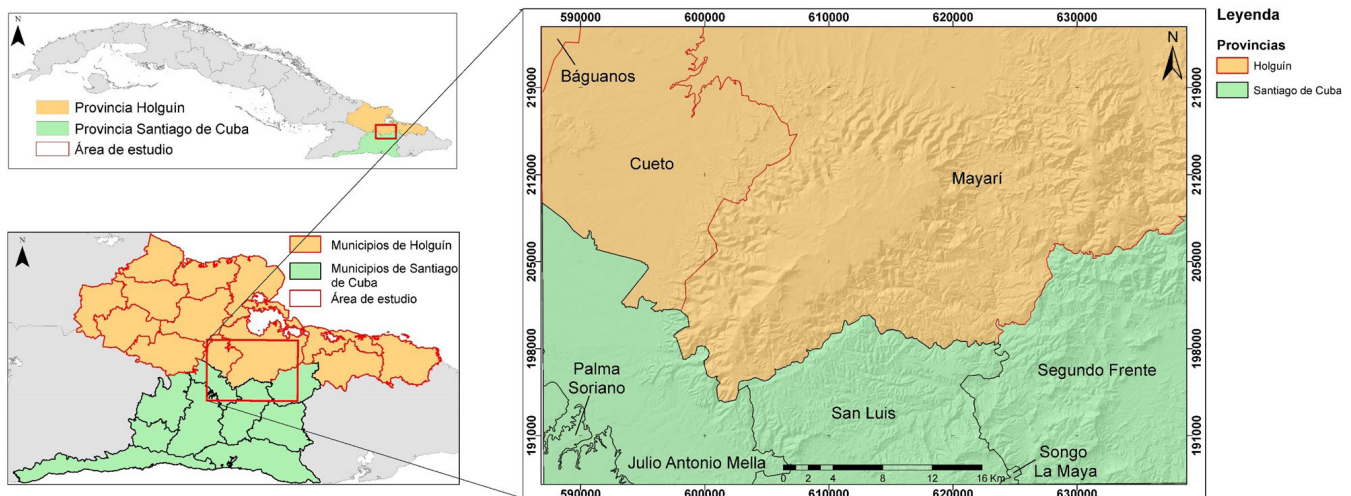 N
Provincia Holguín
Provincia Santiago de Cuba
Área de estudio
N
Municipios de Holguín
Municipios de Santiago
de Cuba
Área de estudio
590000 600000 610000 620000 630000
219000
212000
205000
198000
191000
Báguanos
Cueto
Mayarí
N
Palma
Soriano
San Luis
Segundo Frente
Julio Antonio Mella
Songo
La Maya
0 2 4 8 12 16 Km
219000
212000
205000
198000
191000
590000 600000 610000 620000 630000
Leyenda
Provincias
Holguín
Santiago de Cuba